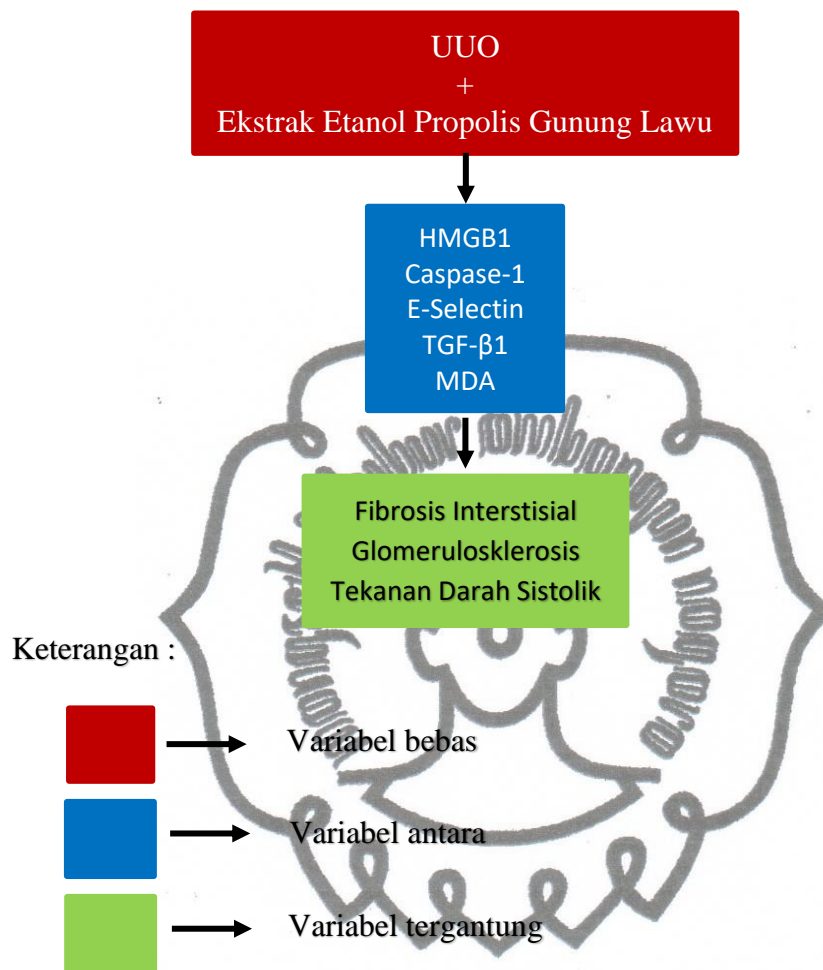 UUO
+
Ekstrak Etanol Propolis Gunung Lawu
HMGB1
Caspase-1
E-Selectin
TGF-β1
MDA
Fibrosis Interstisial
Glomerulosklerosis
Tekanan Darah Sistolik
Keterangan :
Variabel bebas
Variabel antara
Variabel tergantung